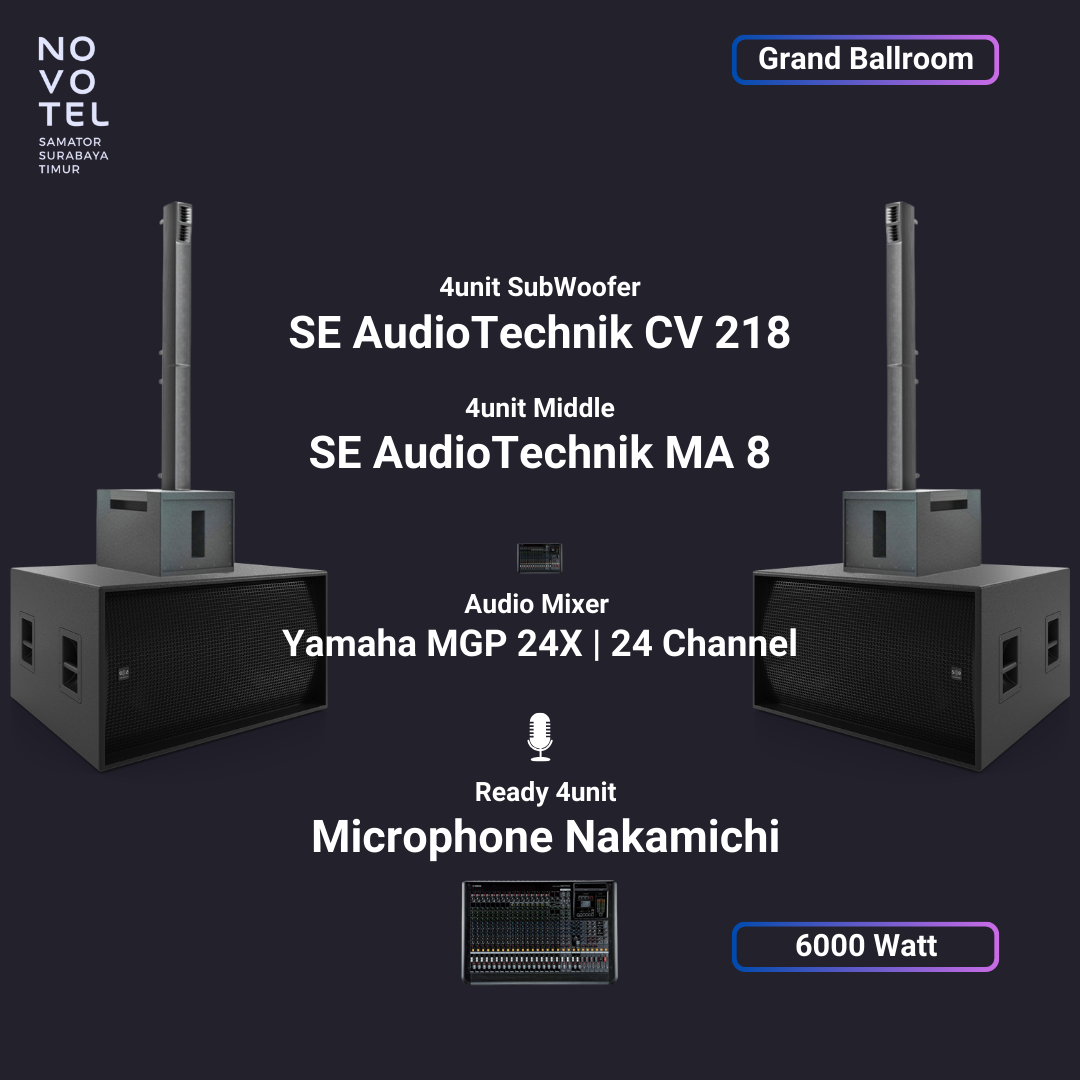 NO
VO
TEL
SAMATOR
SURABAYA
TIMUR
Grand Ballroom
4unit SubWoofer
SE AudioTechnik CV 218
4unit Middle
SE AudioTechnik MA 8
Audio Mixer
Yamaha MGP 24X | 24 Channel
Ready 4unit
Microphone Nakamichi
6000 Watt